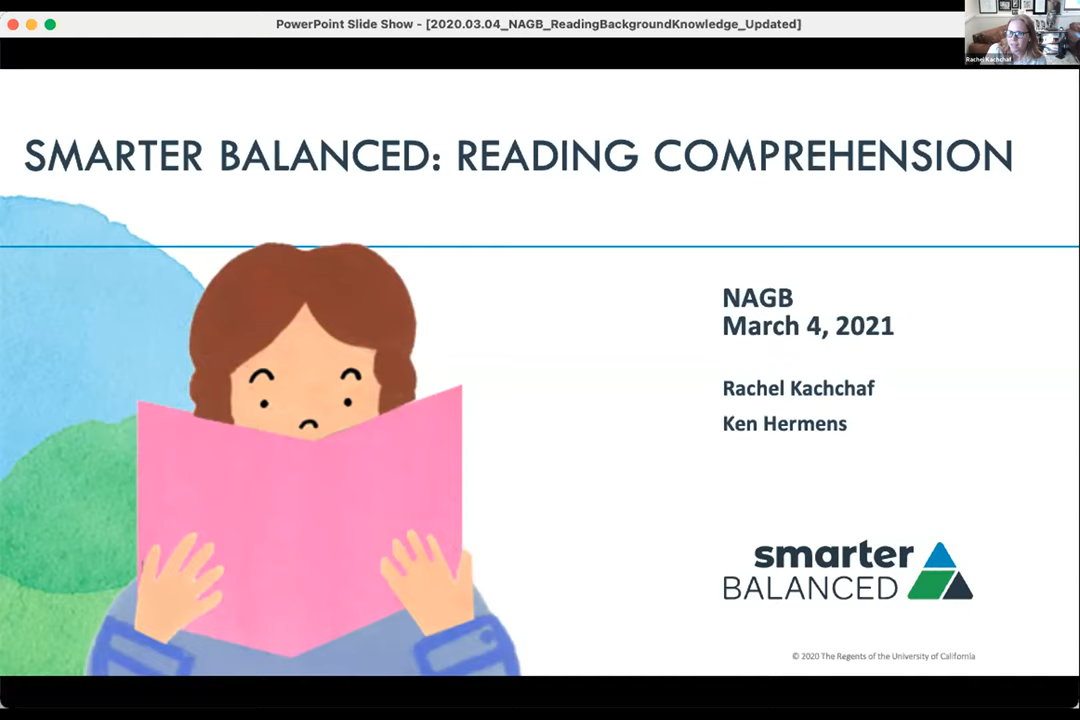 PowerPoint Slide Show - [2020.03.04_NAGB_ReadingBackgroundKnowledge_Updated]
Rachel Kachchaf
SMARTER BALANCED: READING COMPREHENSION
NAGB
March 4, 2021
Rachel Kachchaf
Ken Hermens
smarter
BALANCED
© 2020 The Regents of the University of California